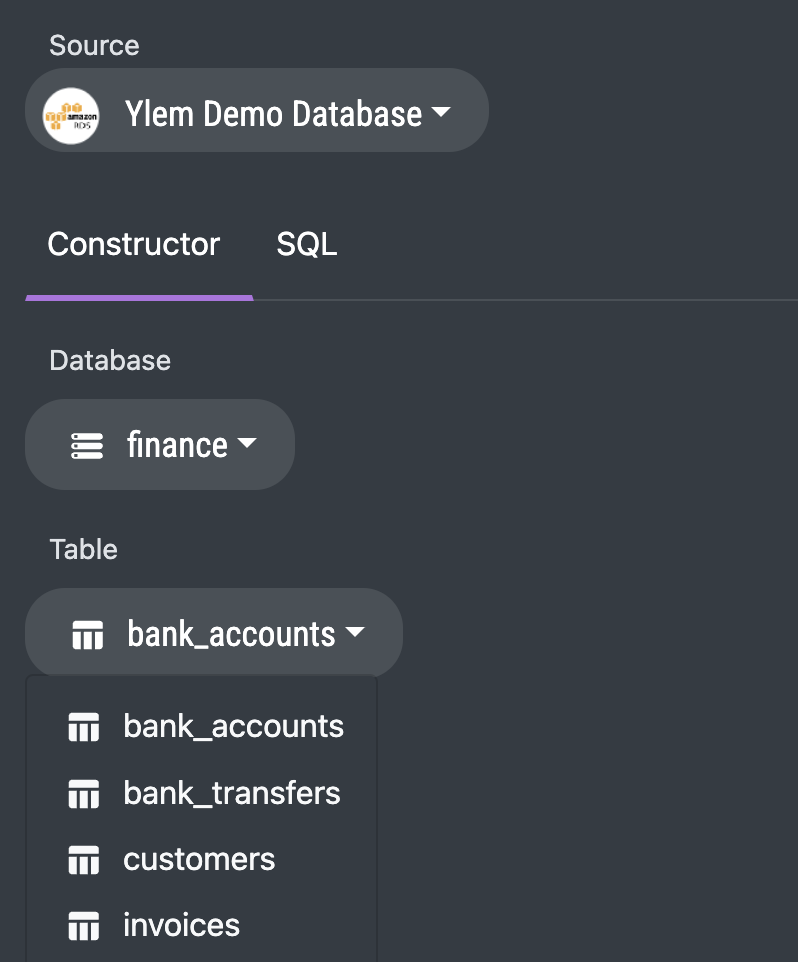 Source
amazon
RDS
Ylem Demo Database
Constructor SQL
Database
finance
Table
bank_accounts
bank_accounts
bank_transfers
customers
invoices